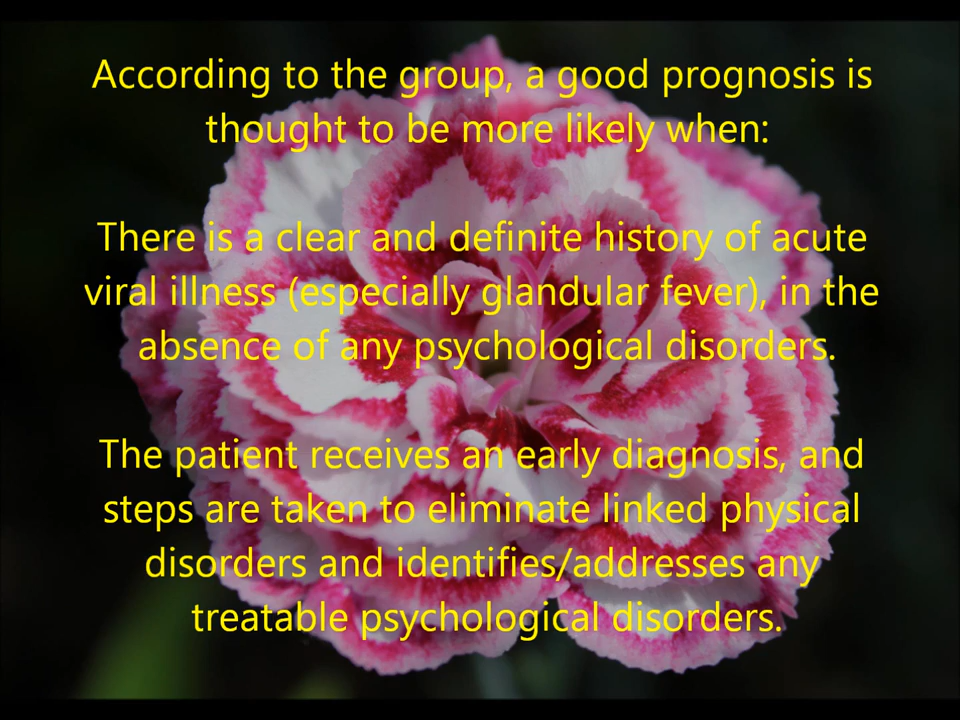 According to the group, a good prognosis is
thought to be more likely when:
There is a clear and definite history of acute
viral illness (especially glandular fever), in the
absence of any psychological disorders.
The patient receives an early diagnosis, and
steps are taken to eliminate linked physical
disorders and identifies/addresses any
treatable psychological disorders.